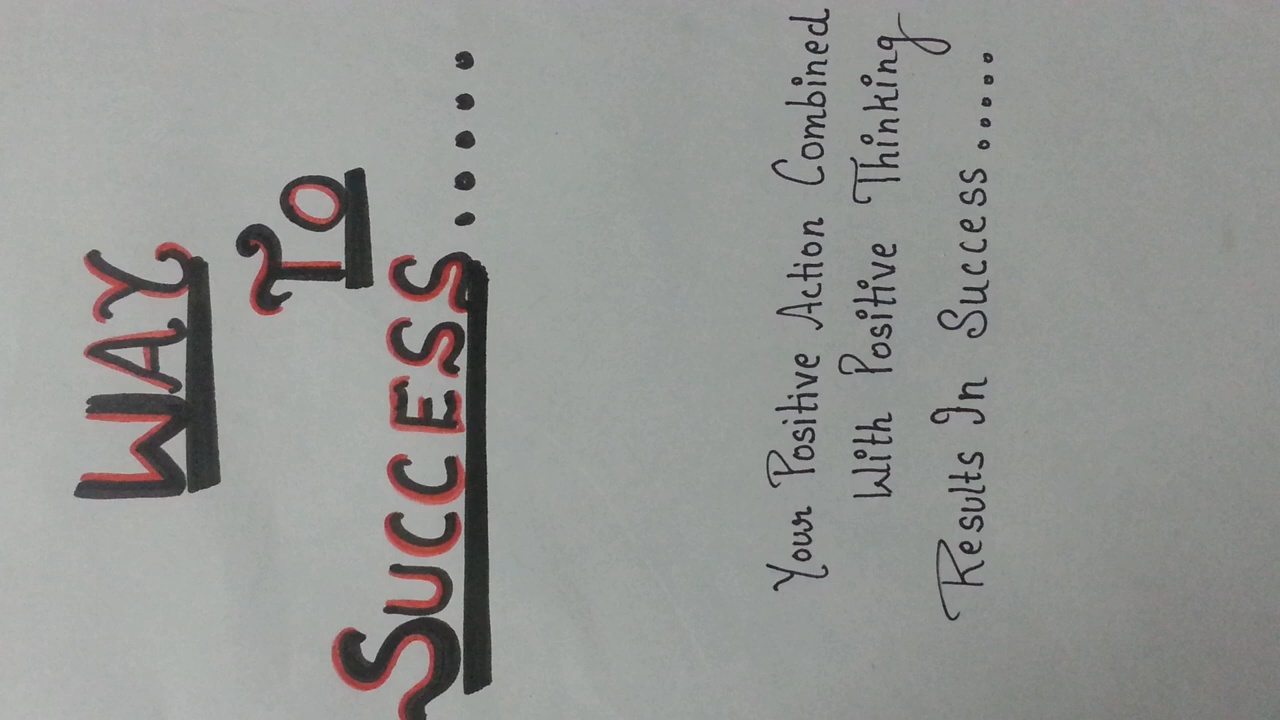 WAY
TO
SUCCESS.....
Your Positive Action Combined
With Positive Thinking
Results In Success.....